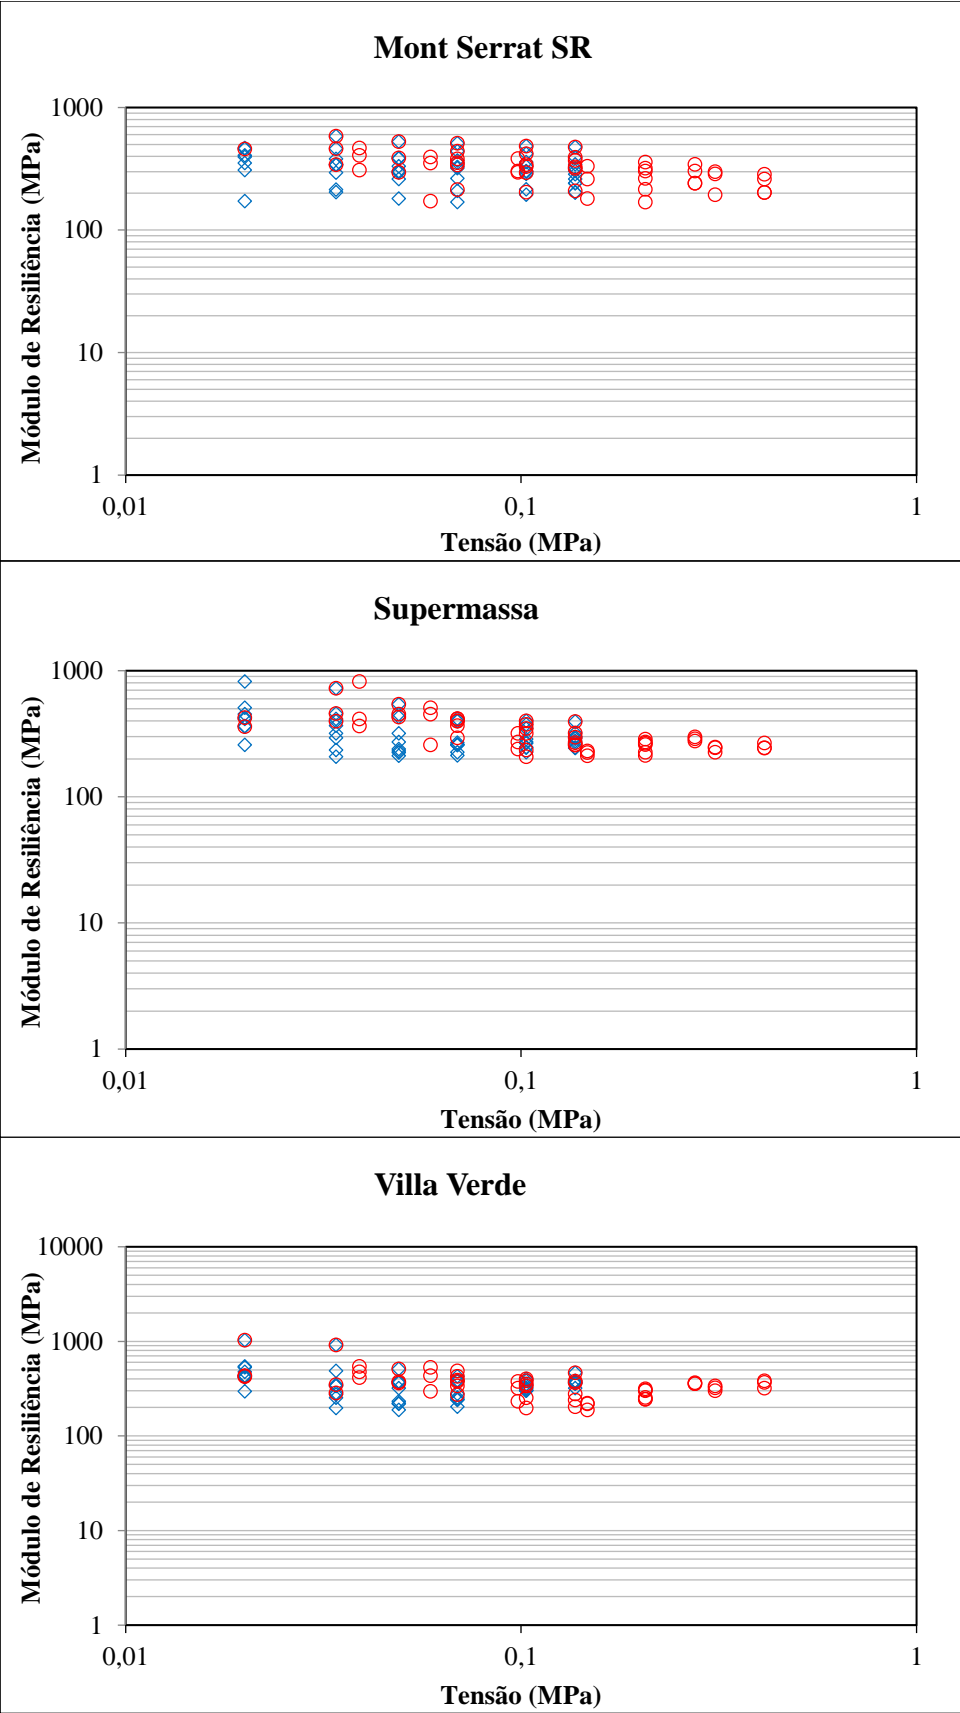 Mont Serrat SR
Módulo de Resiliência (MPa)
1000
100
10
1
0,01 0,1 1
Tensão (MPa)
Supermassa
Módulo de Resiliência (MPa)
1000
100
10
1
0,01 0,1 1
Tensão (MPa)
Villa Verde
Módulo de Resiliência (MPa)
10000
1000
100
10
1
0,01 0,1 1
Tensão (MPa)